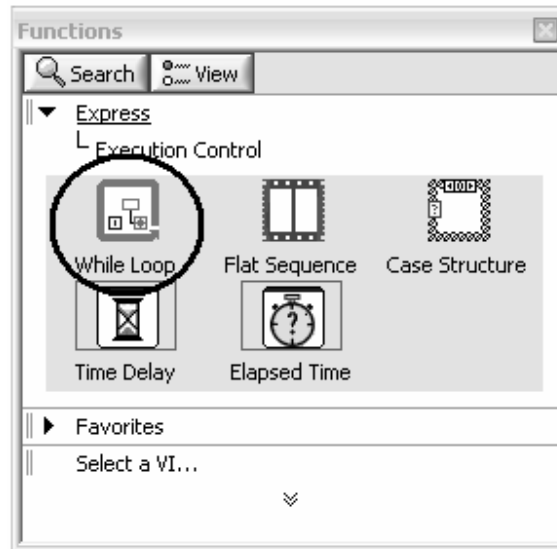 Functions
Search View
Express
Execution Control
While Loop Flat Sequence Case Structure
Time Delay Elapsed Time
Favorites
Select a VI...